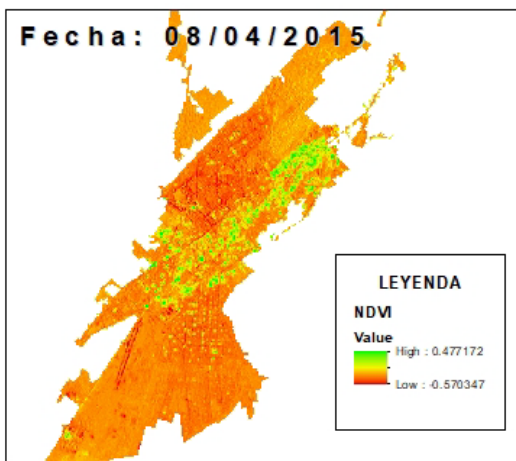 Fecha: 08/04/2015
LEYENDA
NDVI
Value
High : 0.477172
Low : -0.570347